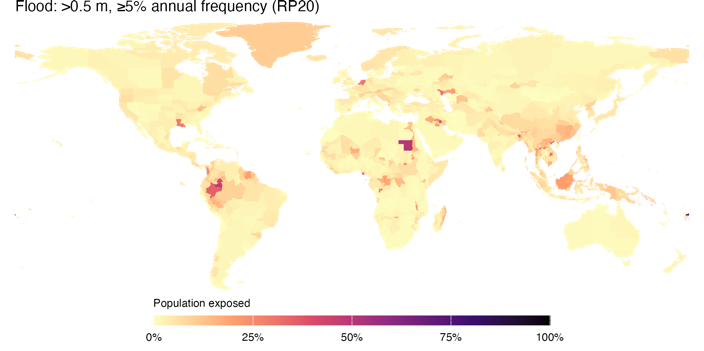 Flood: >0.5 m, ≥5% annual frequency (RP20)
Population exposed
0% 25% 50% 75% 100%